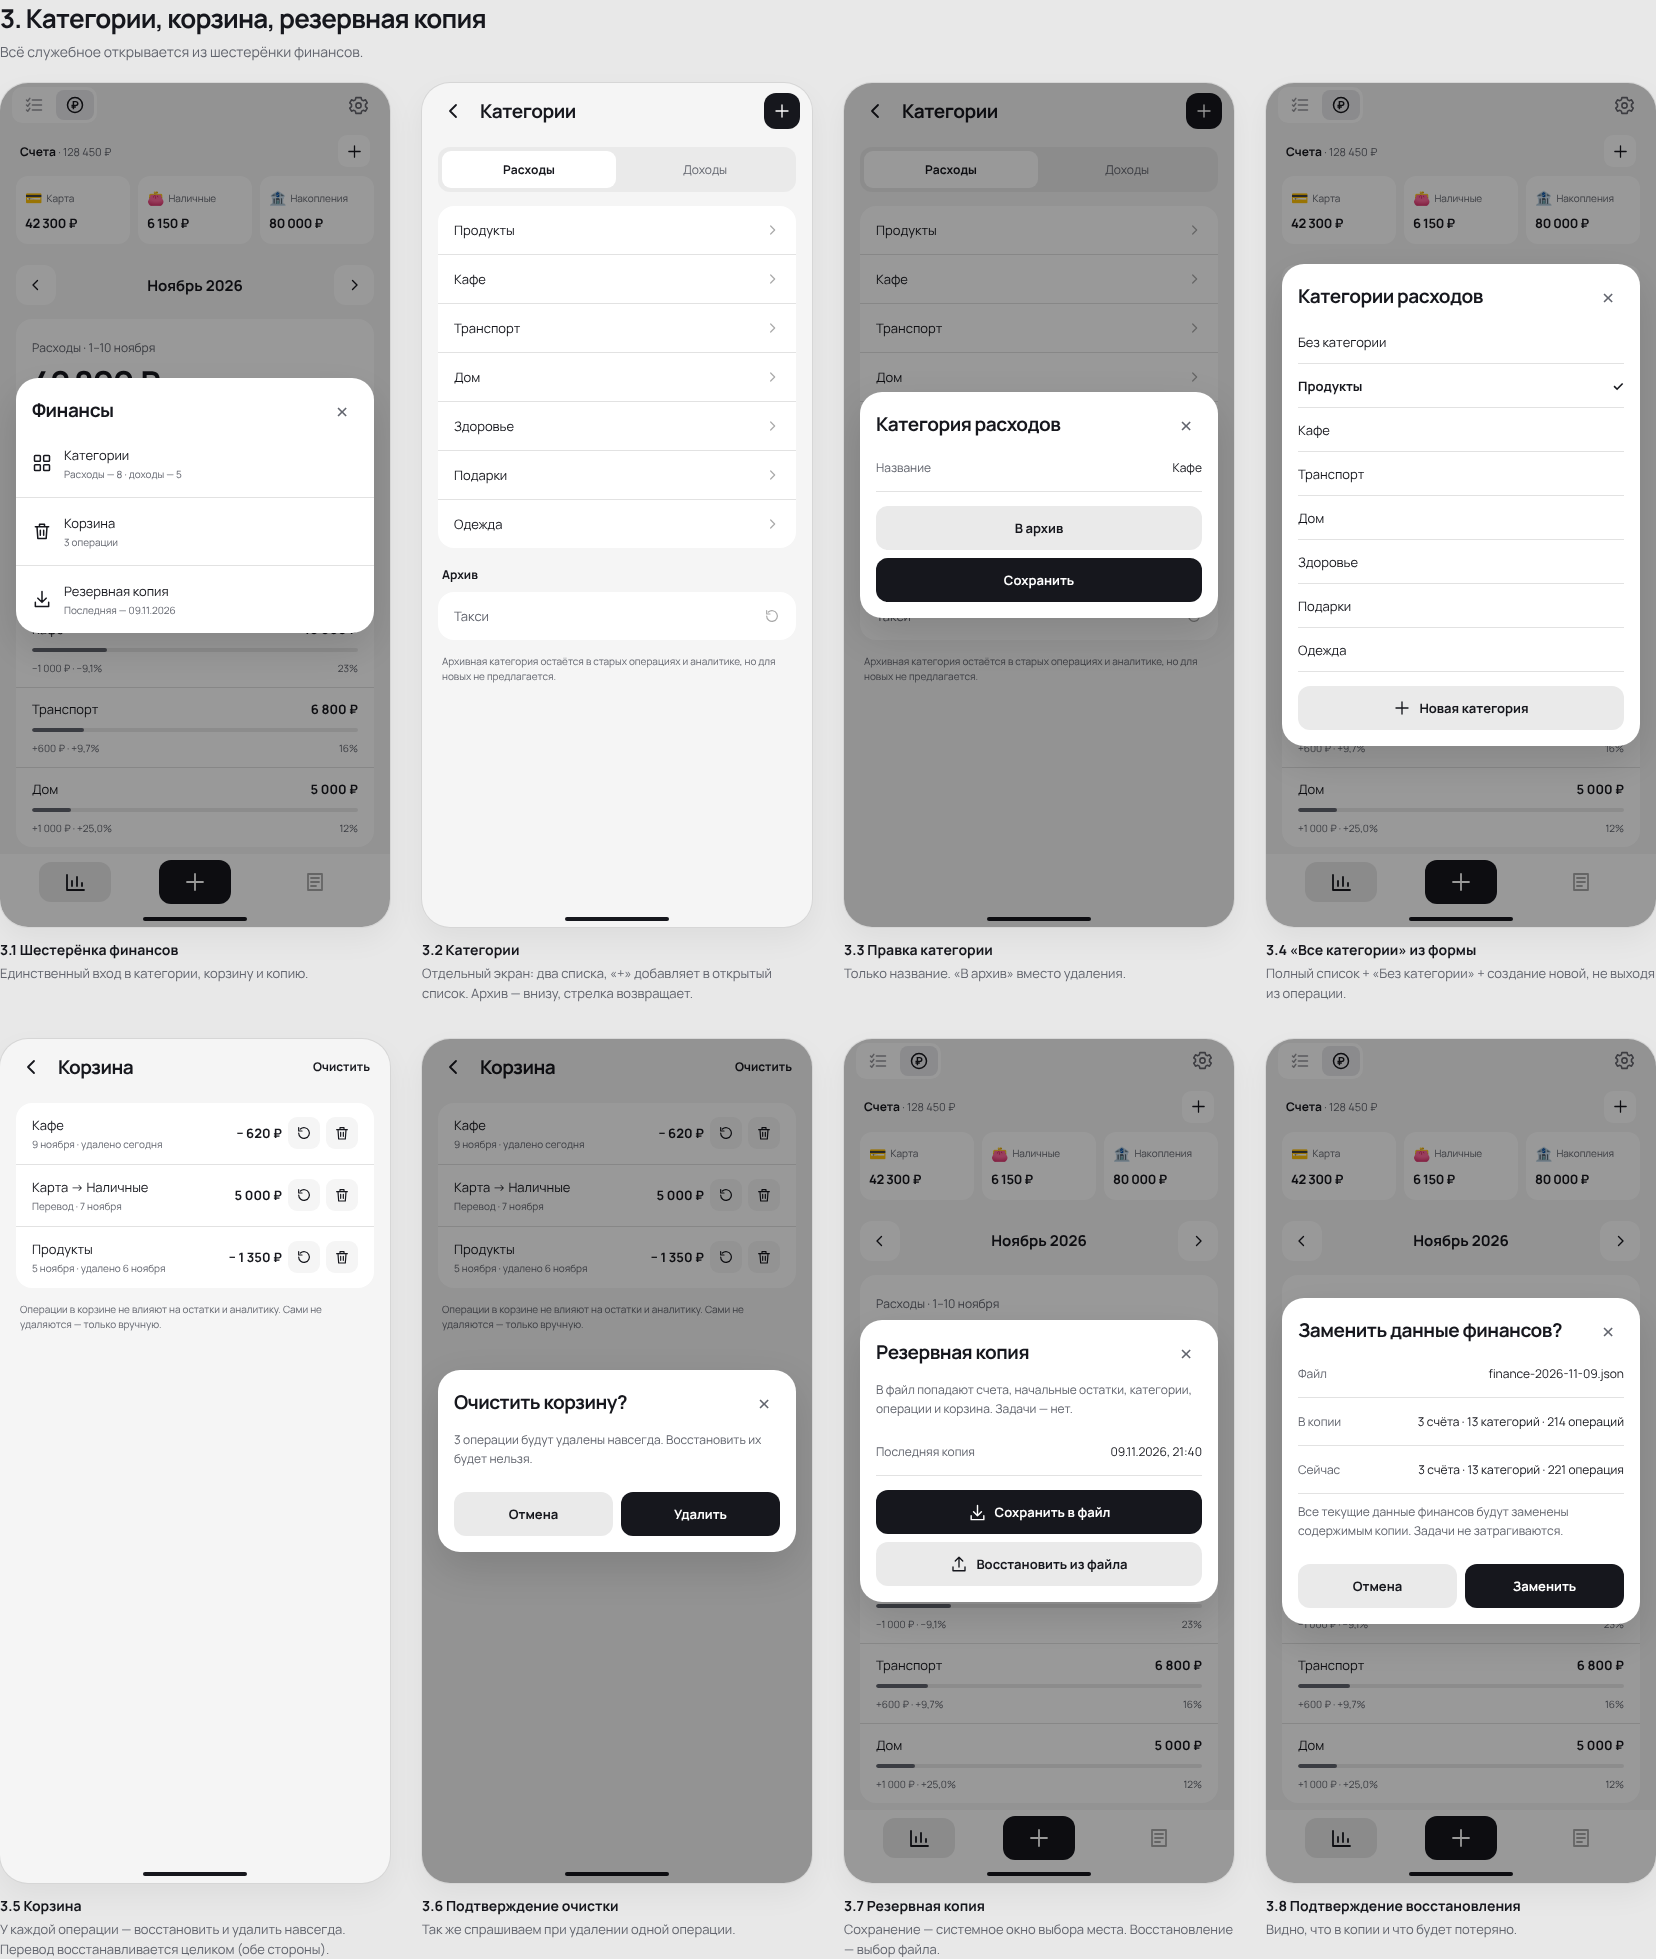 3. Категории, корзина, резервная копия
Всё служебное открывается из шестерёнки финансов.
Счета · 128 450 ₽
Карта
Наличные
Накопления
42 300 ₽
6 150 ₽
80 000 ₽
Ноябрь 2026
Расходы · 1–10 ноября
Финансы
Категории
Расходы — 8 · доходы — 5
Корзина
3 операции
Резервная копия
Последняя — 09.11.2026
−1 000 ₽ · −9,1%
23%
Транспорт
6 800 ₽
+600 ₽ · +9,7%
16%
Дом
5 000 ₽
+1 000 ₽ · +25,0%
12%
3.1 Шестерёнка финансов
Единственный вход в категории, корзину и копию.
Категории
Расходы
Доходы
Продукты
Кафе
Транспорт
Дом
Здоровье
Подарки
Одежда
Архив
Такси
Архивная категория остаётся в старых операциях и аналитике, но для
новых не предлагается.
3.2 Категории
Отдельный экран: два списка, «+» добавляет в открытый
список. Архив — внизу, стрелка возвращает.
Категории
Расходы
Доходы
Продукты
Кафе
Транспорт
Дом
Категория расходов
Название
Кафе
В архив
Сохранить
Такси
Архивная категория остаётся в старых операциях и аналитике, но для
новых не предлагается.
3.3 Правка категории
Только название. «В архив» вместо удаления.
Счета · 128 450 ₽
Карта
Наличные
Накопления
42 300 ₽
6 150 ₽
80 000 ₽
Категории расходов
Без категории
Продукты
Кафе
Транспорт
Дом
Здоровье
Подарки
Одежда
Новая категория
+600 ₽ · +9,7%
16%
Дом
5 000 ₽
+1 000 ₽ · +25,0%
12%
3.4 «Все категории» из формы
Полный список + «Без категории» + создание новой, не выходя
из операции.
Корзина
Очистить
Кафе
9 ноября · удалено сегодня
− 620 ₽
Карта → Наличные
Перевод · 7 ноября
5 000 ₽
Продукты
5 ноября · удалено 6 ноября
− 1 350 ₽
Операции в корзине не влияют на остатки и аналитику. Сами не
удаляются — только вручную.
3.5 Корзина
У каждой операции — восстановить и удалить навсегда.
Перевод восстанавливается целиком (обе стороны).
Корзина
Очистить
Кафе
9 ноября · удалено сегодня
− 620 ₽
Карта → Наличные
Перевод · 7 ноября
5 000 ₽
Продукты
5 ноября · удалено 6 ноября
− 1 350 ₽
Операции в корзине не влияют на остатки и аналитику. Сами не
удаляются — только вручную.
Очистить корзину?
3 операции будут удалены навсегда. Восстановить их
будет нельзя.
Отмена
Удалить
3.6 Подтверждение очистки
Так же спрашиваем при удалении одной операции.
Счета · 128 450 ₽
Карта
Наличные
Накопления
42 300 ₽
6 150 ₽
80 000 ₽
Ноябрь 2026
Расходы · 1–10 ноября
Резервная копия
В файл попадают счета, начальные остатки, категории,
операции и корзина. Задачи — нет.
Последняя копия
09.11.2026, 21:40
Сохранить в файл
Восстановить из файла
−1 000 ₽ · −9,1%
23%
Транспорт
6 800 ₽
+600 ₽ · +9,7%
16%
Дом
5 000 ₽
+1 000 ₽ · +25,0%
12%
3.7 Резервная копия
Сохранение — системное окно выбора места. Восстановление
— выбор файла.
Счета · 128 450 ₽
Карта
Наличные
Накопления
42 300 ₽
6 150 ₽
80 000 ₽
Ноябрь 2026
Заменить данные финансов?
Файл
finance-2026-11-09.json
В копии
3 счёта · 13 категорий · 214 операций
Сейчас
3 счёта · 13 категорий · 221 операция
Все текущие данные финансов будут заменены
содержимым копии. Задачи не затрагиваются.
Отмена
Заменить
−1 000 ₽ · −9,1%
23%
Транспорт
6 800 ₽
+600 ₽ · +9,7%
16%
Дом
5 000 ₽
+1 000 ₽ · +25,0%
12%
3.8 Подтверждение восстановления
Видно, что в копии и что будет потеряно.